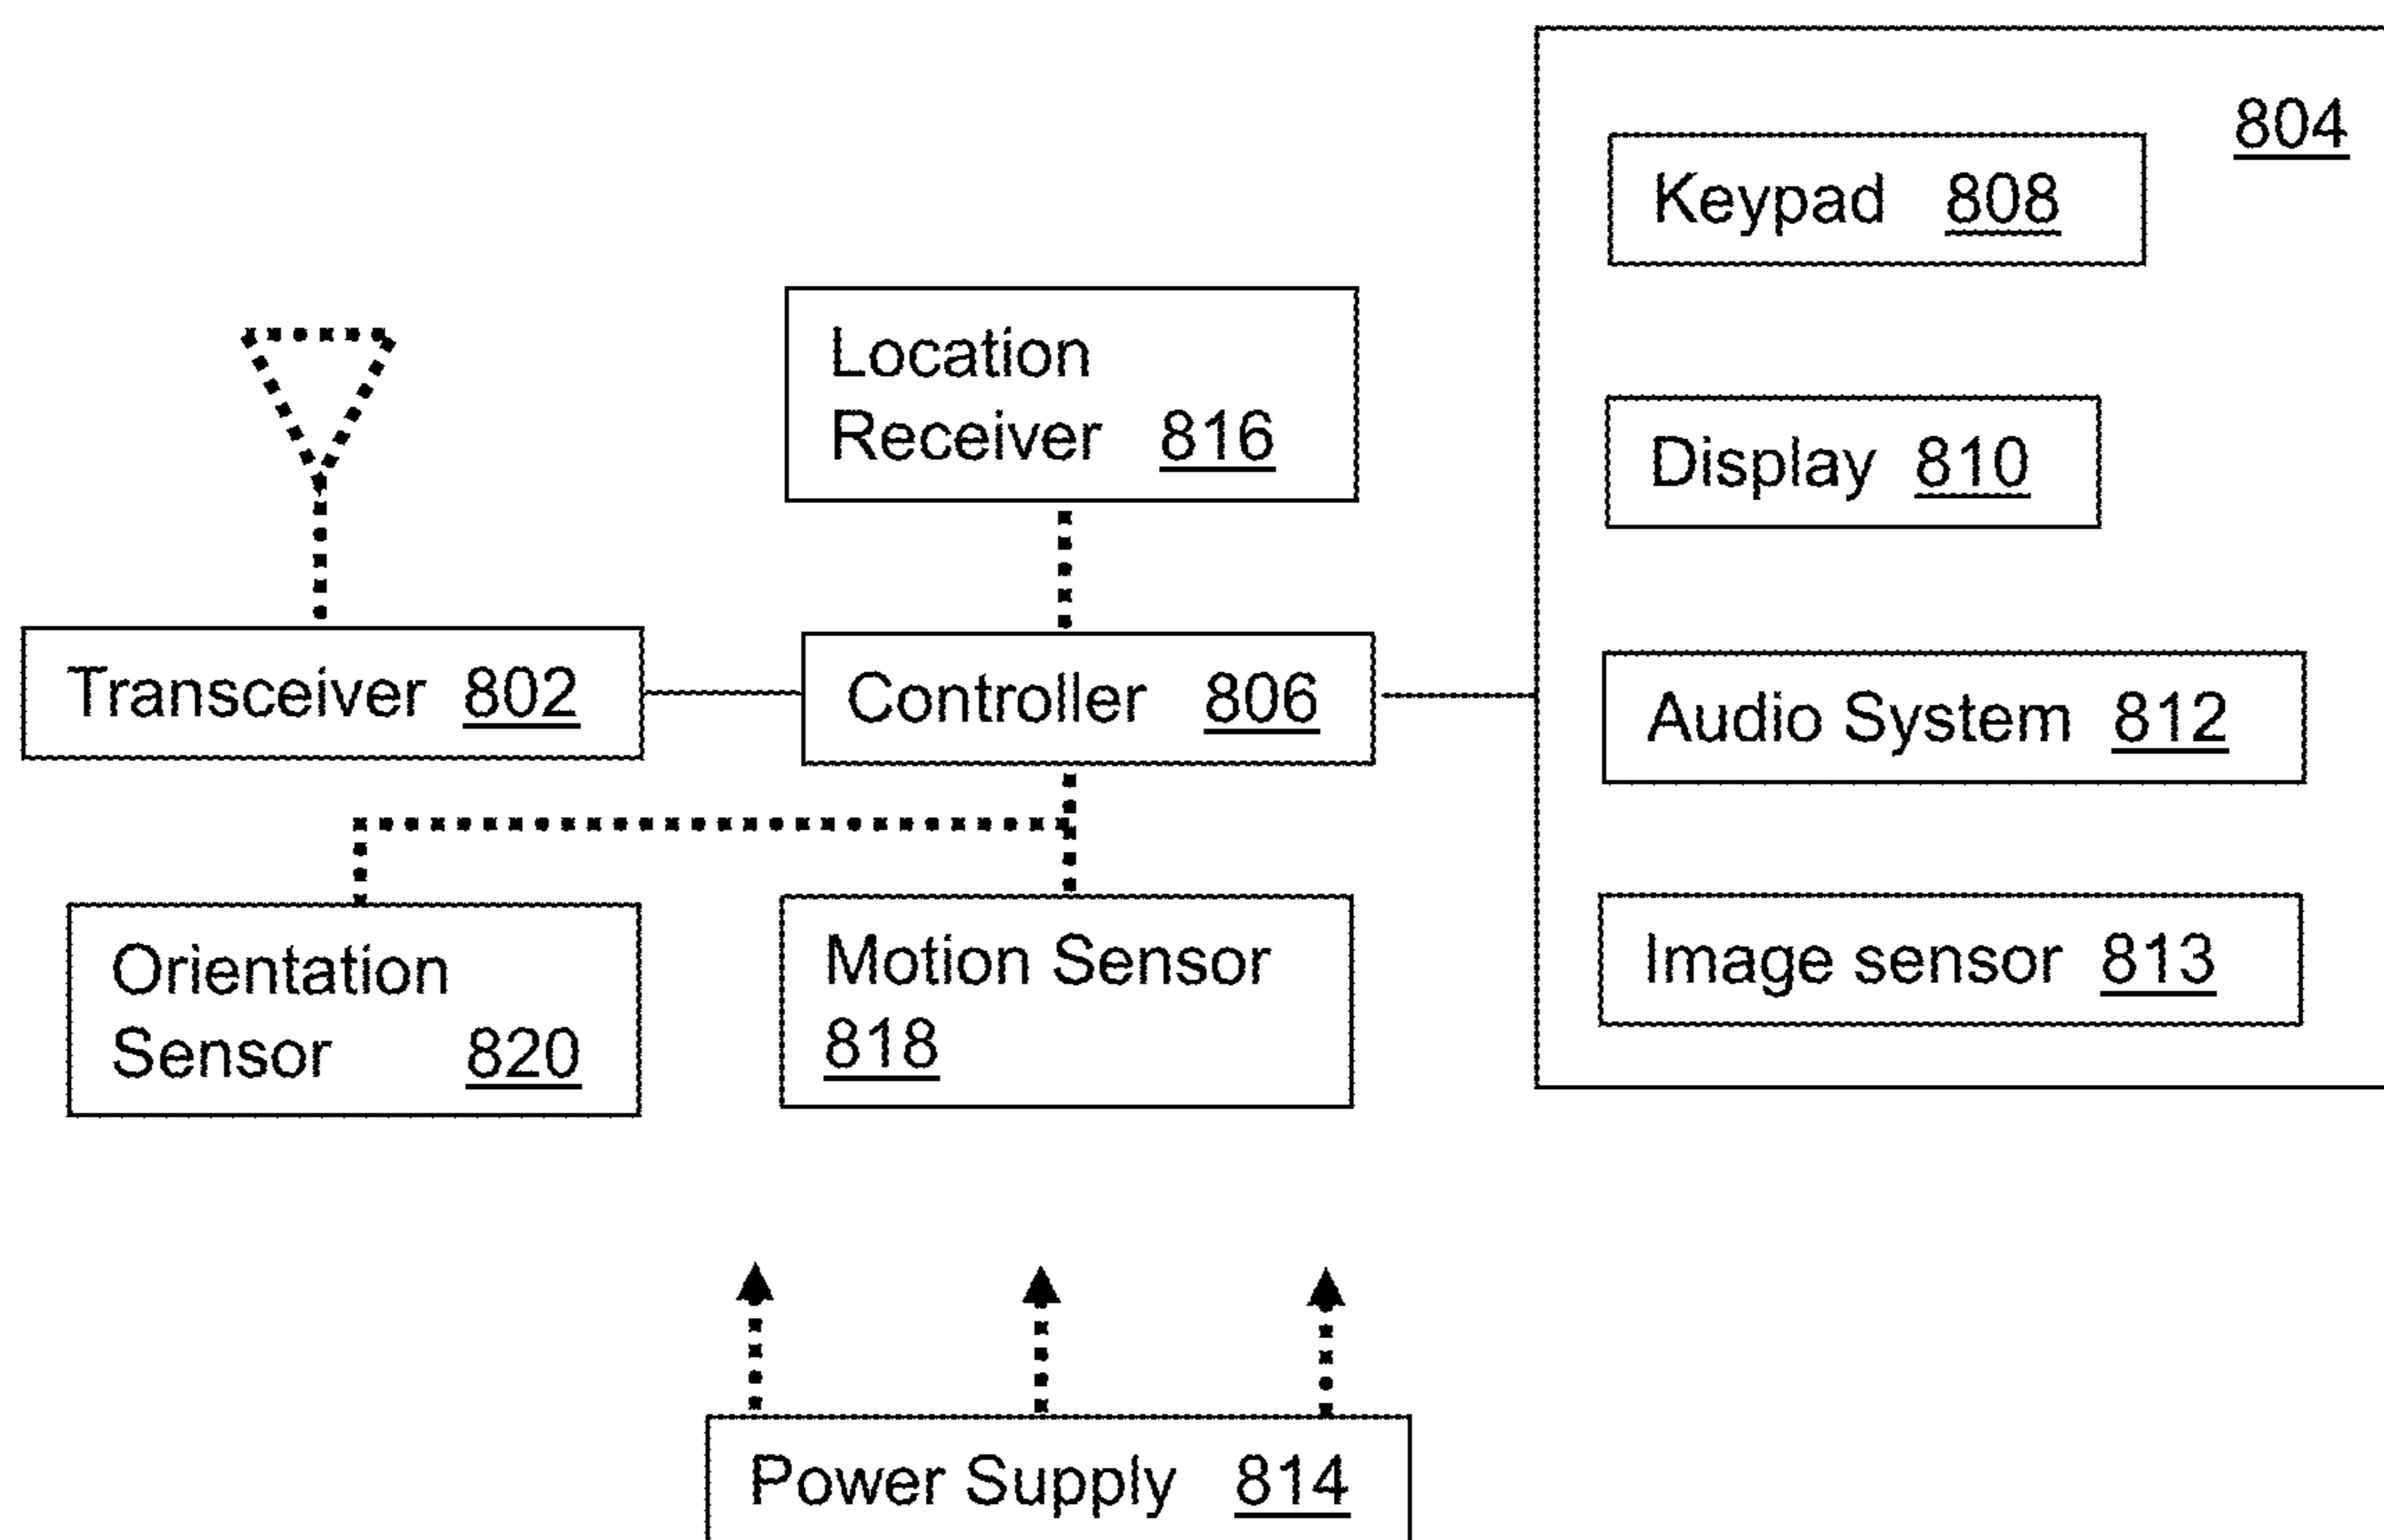 804
Keypad 808
Location
Receiver 816
Display 810
Transceiver 802
Controller 806
Audio System 812
Orientation
Sensor 820
Motion Sensor
818
Image sensor 813
Power Supply 814